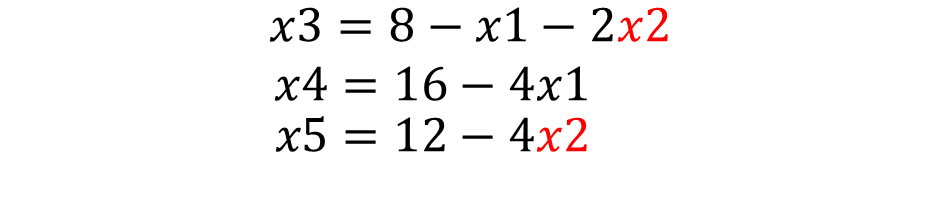 x3 = 8 − x1 − 2x2
x4 = 16 − 4x1
x5 = 12 − 4x2